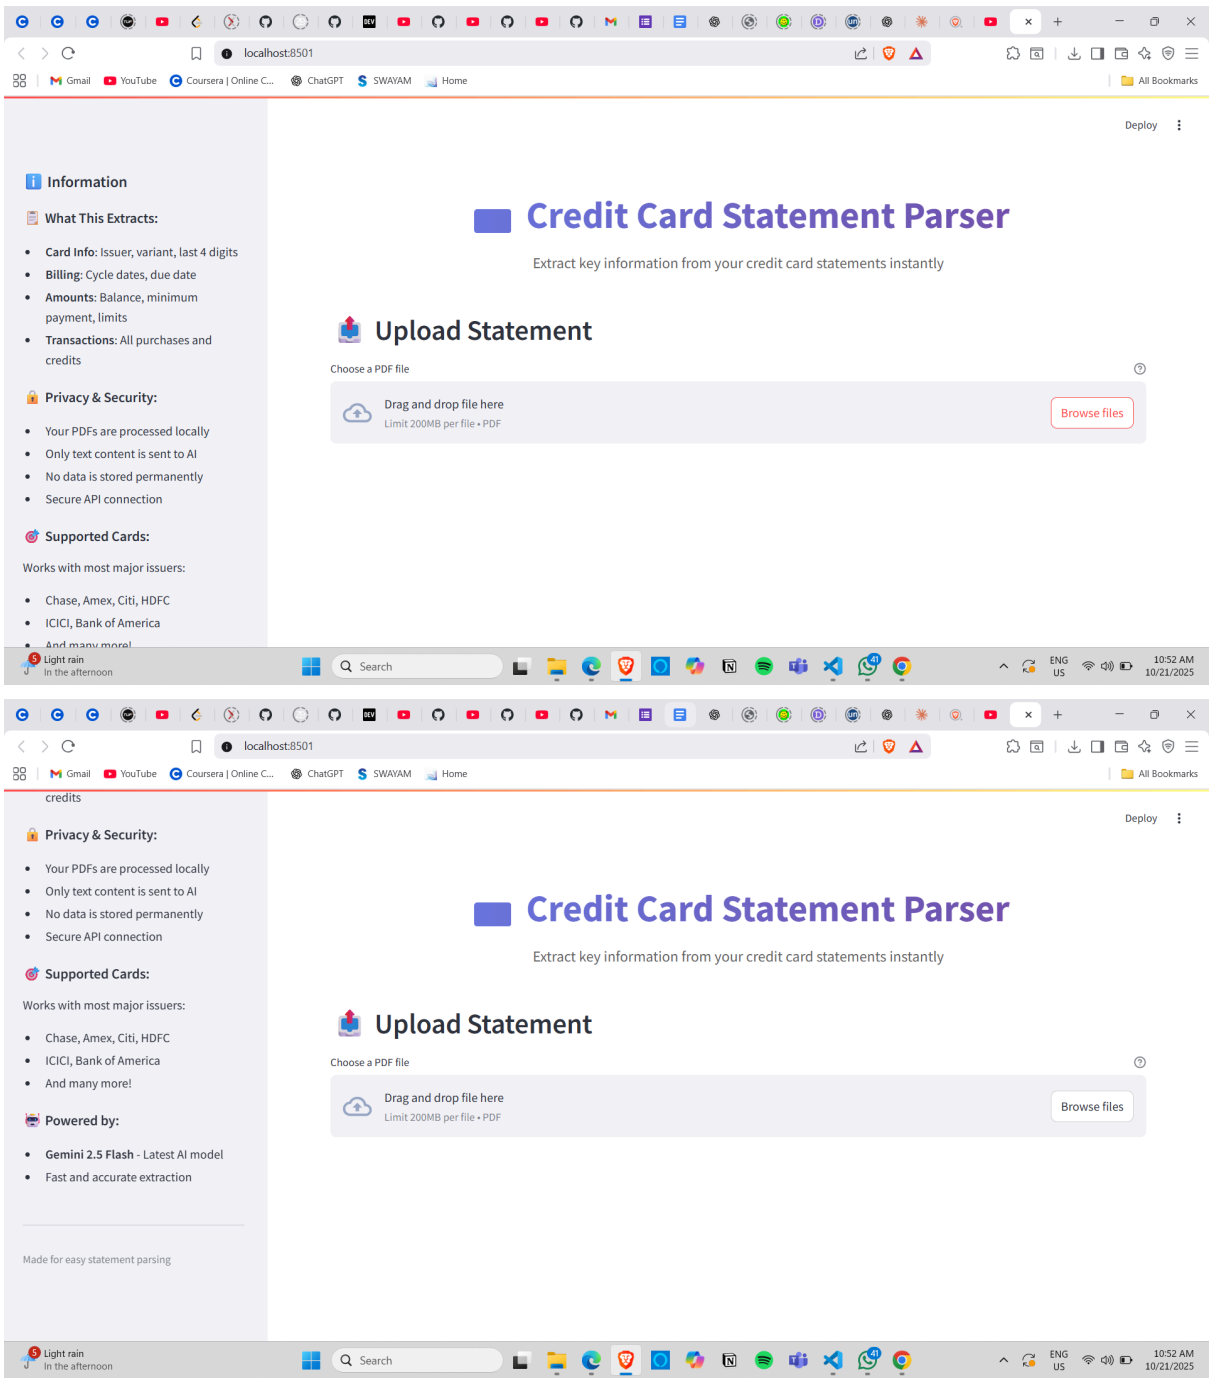 localhost:8501
Gmail
YouTube
Coursera | Online C...
ChatGPT
SWAYAM
Home
All Bookmarks
Deploy
Information
What This Extracts:
Card Info: Issuer, variant, last 4 digits
Billing: Cycle dates, due date
Amounts: Balance, minimum
payment, limits
Transactions: All purchases and
credits
Privacy & Security:
Your PDFs are processed locally
Only text content is sent to AI
No data is stored permanently
Secure API connection
Supported Cards:
Works with most major issuers:
Chase, Amex, Citi, HDFC
ICICI, Bank of America
And many more!
Credit Card Statement Parser
Extract key information from your credit card statements instantly
Upload Statement
Choose a PDF file
Drag and drop file here
Limit 200MB per file • PDF
Browse files
5
Light rain
In the afternoon
Search
41
ENG
US
10:52 AM
10/21/2025
localhost:8501
Gmail
YouTube
Coursera | Online C...
ChatGPT
SWAYAM
Home
All Bookmarks
Deploy
credits
Privacy & Security:
Your PDFs are processed locally
Only text content is sent to AI
No data is stored permanently
Secure API connection
Supported Cards:
Works with most major issuers:
Chase, Amex, Citi, HDFC
ICICI, Bank of America
And many more!
Powered by:
Gemini 2.5 Flash - Latest AI model
Fast and accurate extraction
Made for easy statement parsing
Credit Card Statement Parser
Extract key information from your credit card statements instantly
Upload Statement
Choose a PDF file
Drag and drop file here
Limit 200MB per file • PDF
Browse files
5
Light rain
In the afternoon
Search
41
ENG
US
10:52 AM
10/21/2025